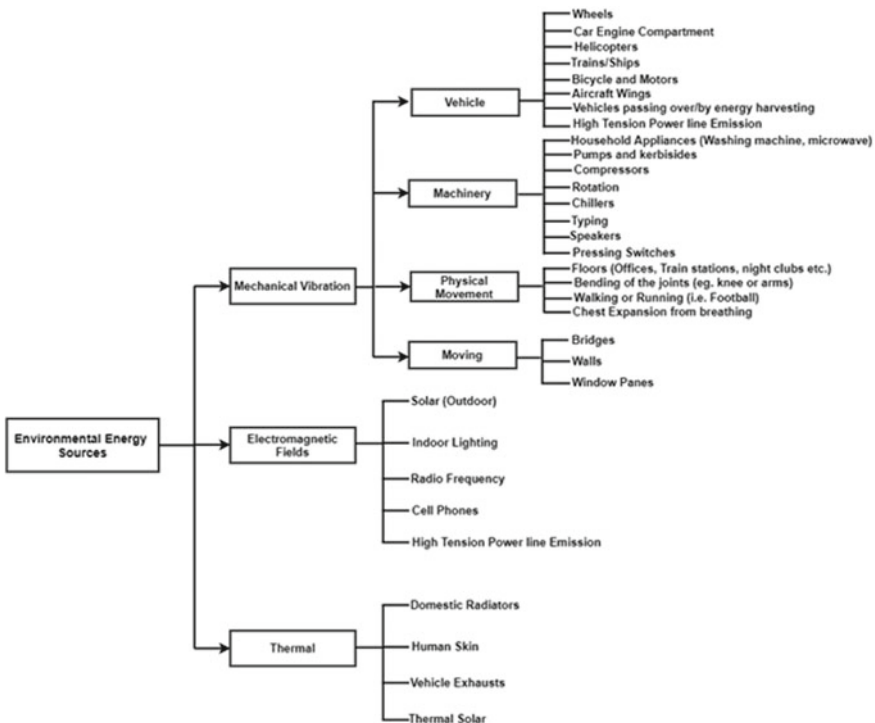 Wheels
Car Engine Compartment
Helicopters
Trains/Ships
Bicycle and Motors
Aircraft Wings
Vehicles passing over/by energy harvesting
High Tension Power line Emission
Vehicle
Household Appliances (Washing machine, microwave)
Pumps and kerbisides
Compressors
Rotation
Chillers
Typing
Speakers
Pressing Switches
Machinery
Floors (Offices, Train stations, night clubs etc.)
Bending of the joints (eg. knee or arms)
Walking or Running (i.e. Football)
Chest Expansion from breathing
Mechanical Vibration
Physical
Movement
Bridges
Walls
Window Panes
Moving
Solar (Outdoor)
Indoor Lighting
Radio Frequency
Cell Phones
High Tension Power line Emission
Environmental Energy
Sources
Electromagnetic
Fields
Domestic Radiators
Human Skin
Vehicle Exhausts
Thermal Solar
Thermal